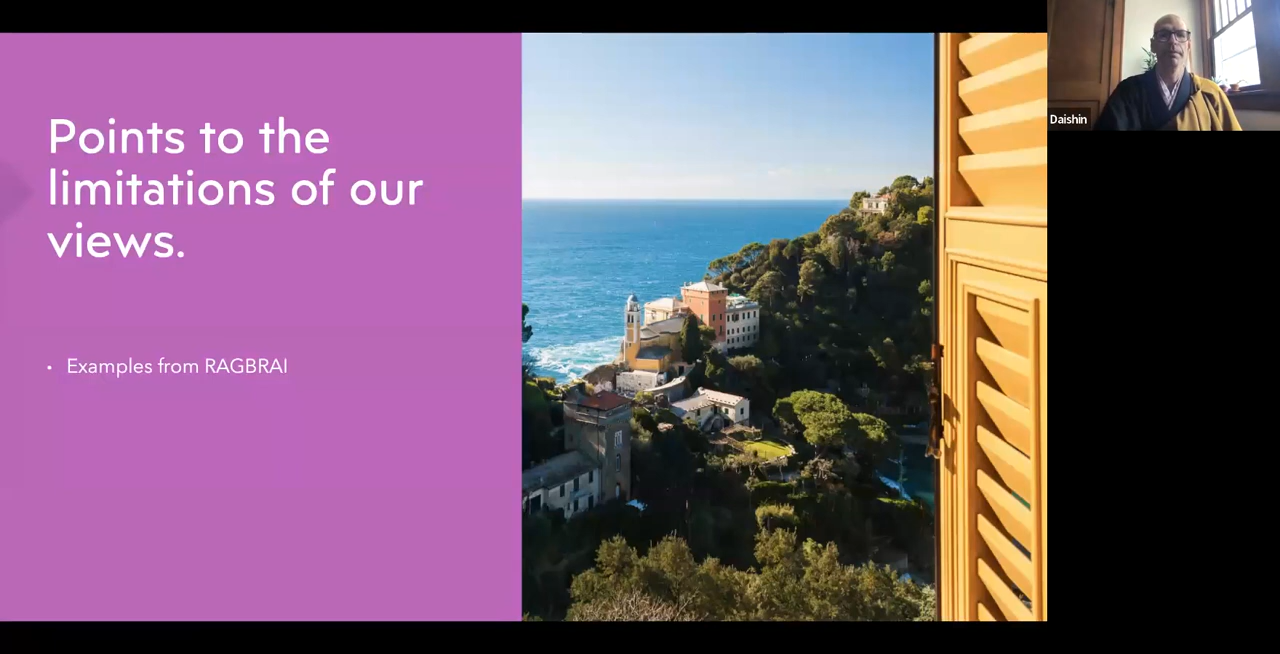 Points to the
limitations of our
views.
• Examples from RAGBRAI
Daishin